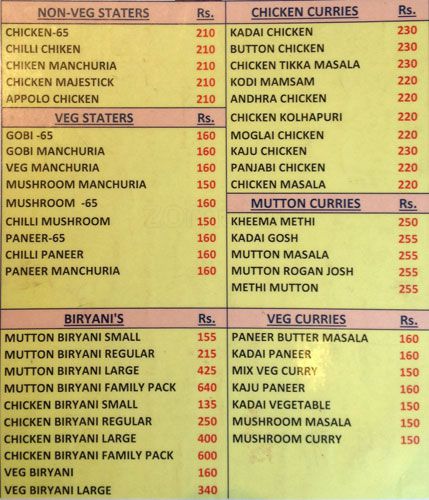 NON-VEG STATERS Rs.
CHICKEN-65 210
CHILLI CHIKEN 210
CHIKEN MANCHURIA 210
CHICKEN MAJESTICK 210
APPOLO CHICKEN 210
VEG STATERS Rs.
GOBI -65 160
GOBI MANCHURIA 160
VEG MANCHURIA 160
MUSHROOM MANCHURIA 150
MUSHROOM -65 160
CHILLI MUSHROOM 150
PANEER-65 160
CHILLI PANEER 160
PANEER MANCHURIA 160
BIRYANI'S Rs.
MUTTON BIRYANI SMALL 155
MUTTON BIRYANI REGULAR 215
MUTTON BIRYANI LARGE 425
MUTTON BIRYANI FAMILY PACK 640
CHICKEN BIRYANI SMALL 135
CHICKEN BIRYANI REGULAR 250
CHICKEN BIRYANI LARGE 400
CHICKEN BIRYANI FAMILY PACK 600
VEG BIRYANI 160
VEG BIRYANI LARGE 340
CHICKEN CURRIES Rs.
KADAI CHICKEN 230
BUTTON CHICKEN 230
CHICKEN TIKKA MASALA 230
KODI MAMSAM 220
ANDHRA CHICKEN 220
CHICKEN KOLHAPURI 220
MOGLAI CHICKEN 220
KAJU CHICKEN 230
PANJABI CHICKEN 220
CHICKEN MASALA 220
MUTTON CURRIES Rs.
KHEEMA METHI 250
KADAI GOSH 255
MUTTON MASALA 255
MUTTON ROGAN JOSH 255
METHI MUTTON 255
VEG CURRIES Rs.
PANEER BUTTER MASALA 160
KADAI PANEER 160
MIX VEG CURRY 150
KAJU PANEER 160
KADAI VEGETABLE 150
MUSHROOM MASALA 150
MUSHROOM CURRY 150